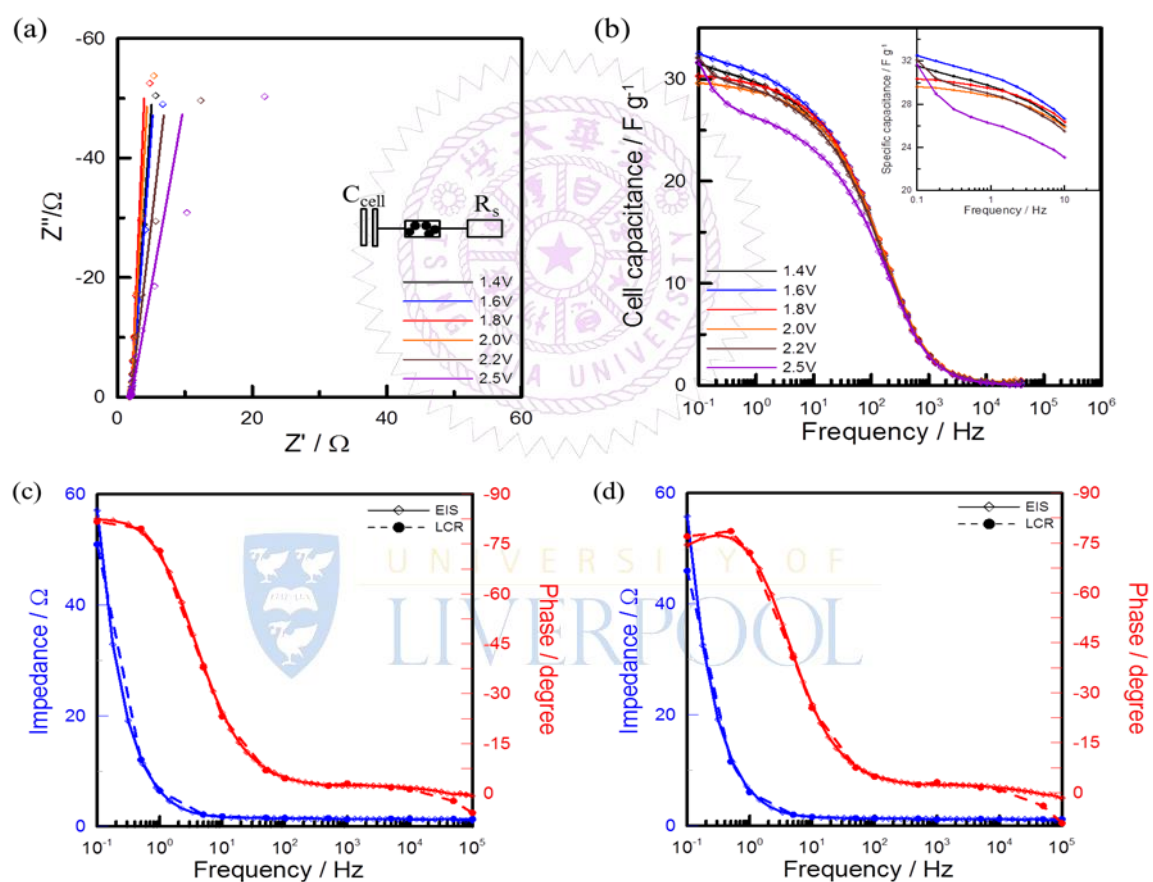 (a)
-60
-40
-20
0
Z''/Ω
0
20
40
60
Z' / Ω
C cell
R s
1.4V
1.6V
1.8V
2.0V
2.2V
2.5V
(b)
30
20
10
0
Cell capacitance / F g-1
10-1
100
101
102
103
104
105
106
Frequency / Hz
1.4V
1.6V
1.8V
2.0V
2.2V
2.5V
32
30
28
26
24
22
20
Specific capacitance / F g-1
0.1
1
10
Frequency / Hz
UNIVERSITY
(c)
60
40
20
0
Impedance / Ω
-90
-75
-60
-45
-30
-15
0
Phase / degree
EIS
LCR
10-1
100
101
102
103
104
105
Frequency / Hz
(d)
60
40
20
0
Impedance / Ω
-90
-75
-60
-45
-30
-15
0
Phase / degree
EIS
LCR
10-1
100
101
102
103
104
105
Frequency / Hz
UNIVERSITY OF
LIVERPOOL